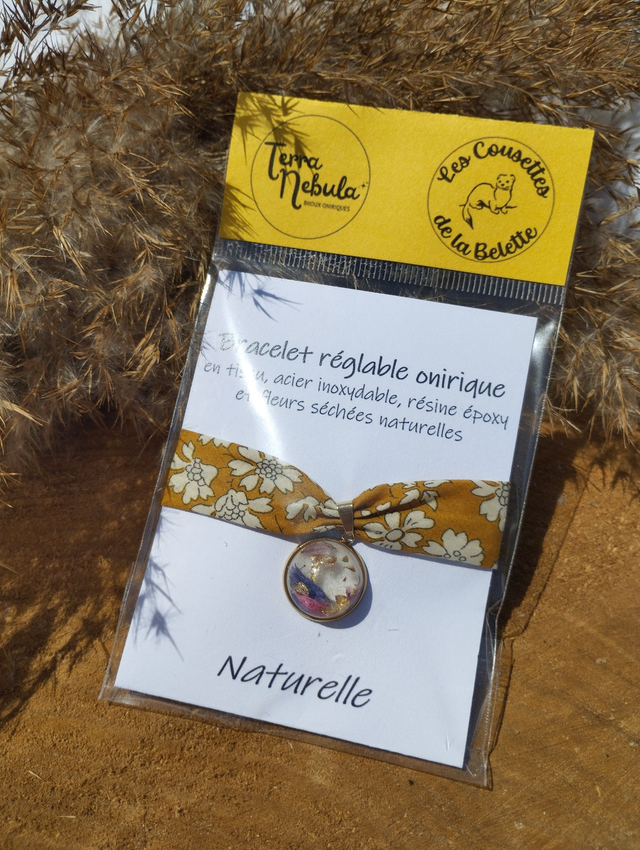 Terra
Nebula
BIJOUX ONIRIQUES
Les Cousettes
de la Belette
Bracelet réglable onirique
en tissu, acier inoxydable, résine époxy
et fleurs séchées naturelles
Naturelle